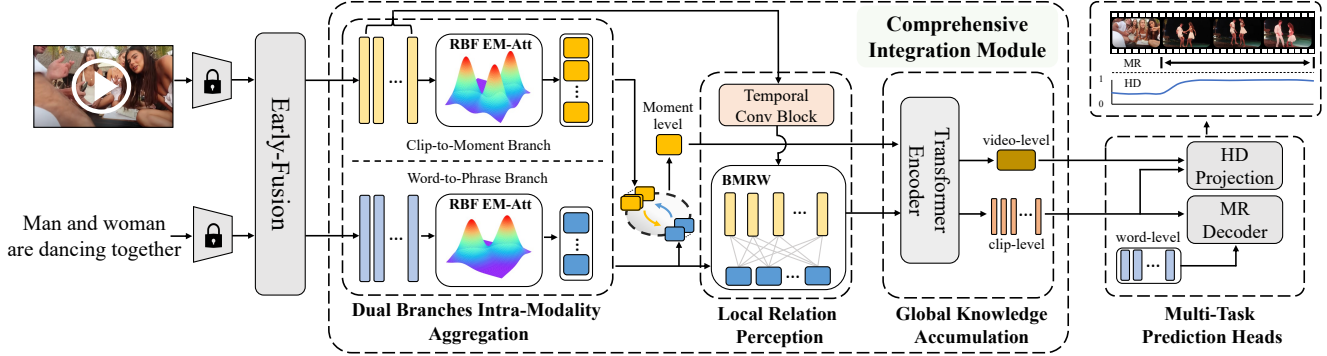 Man and woman
are dancing together
Early-Fusion
RBF EM-Att
Clip-to-Moment Branch
Word-to-Phrase Branch
RBF EM-Att
Dual Branches Intra-Modality
Aggregation
Moment
level
Temporal
Conv Block
BMRW
Local Relation
Perception
Comprehensive
Integration Module
Transformer
Encoder
video-level
clip-level
Global Knowledge
Accumulation
MR
1
HD
0
HD
Projection
MR
Decoder
word-level
Multi-Task
Prediction Heads